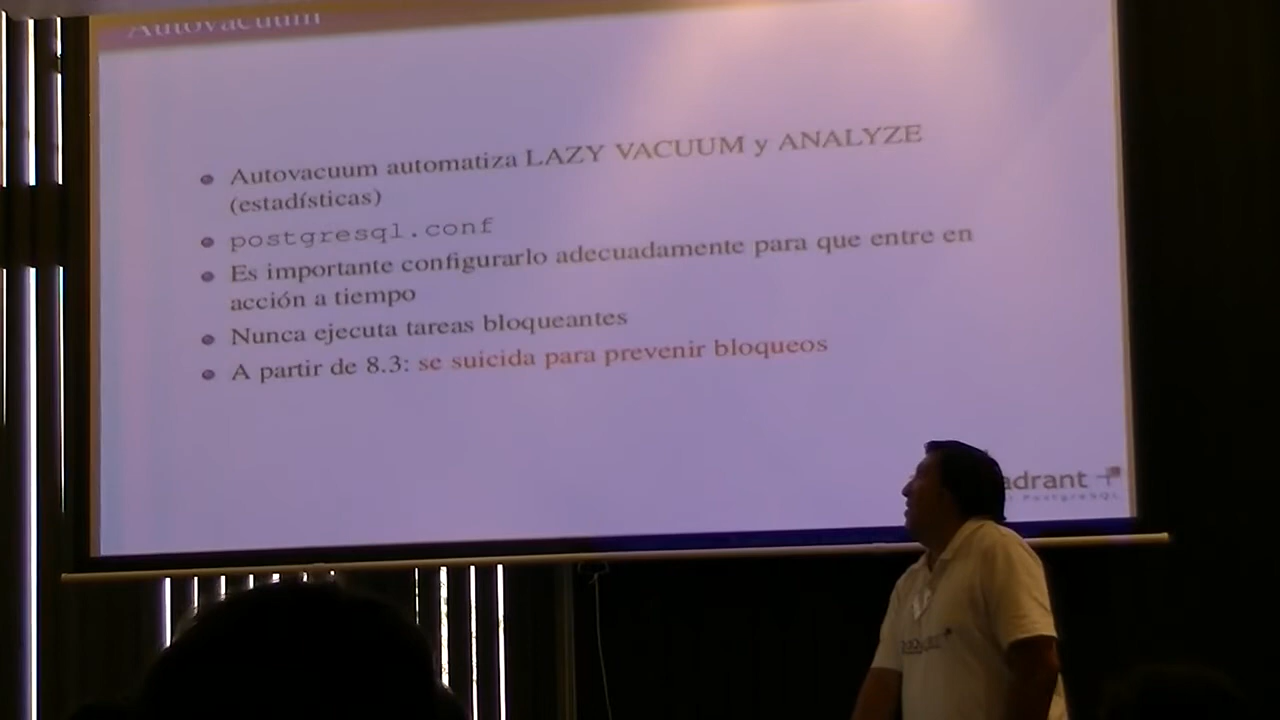 Autovacuum
Autovacuum automatiza LAZY VACUUM y ANALYZE
(estadísticas)
postgresql.conf
Es importante configurarlo adecuadamente para que entre en
acción a tiempo
Nunca ejecuta tareas bloqueantes
A partir de 8.3: se suicida para prevenir bloqueos
adrant
PostgreSQL